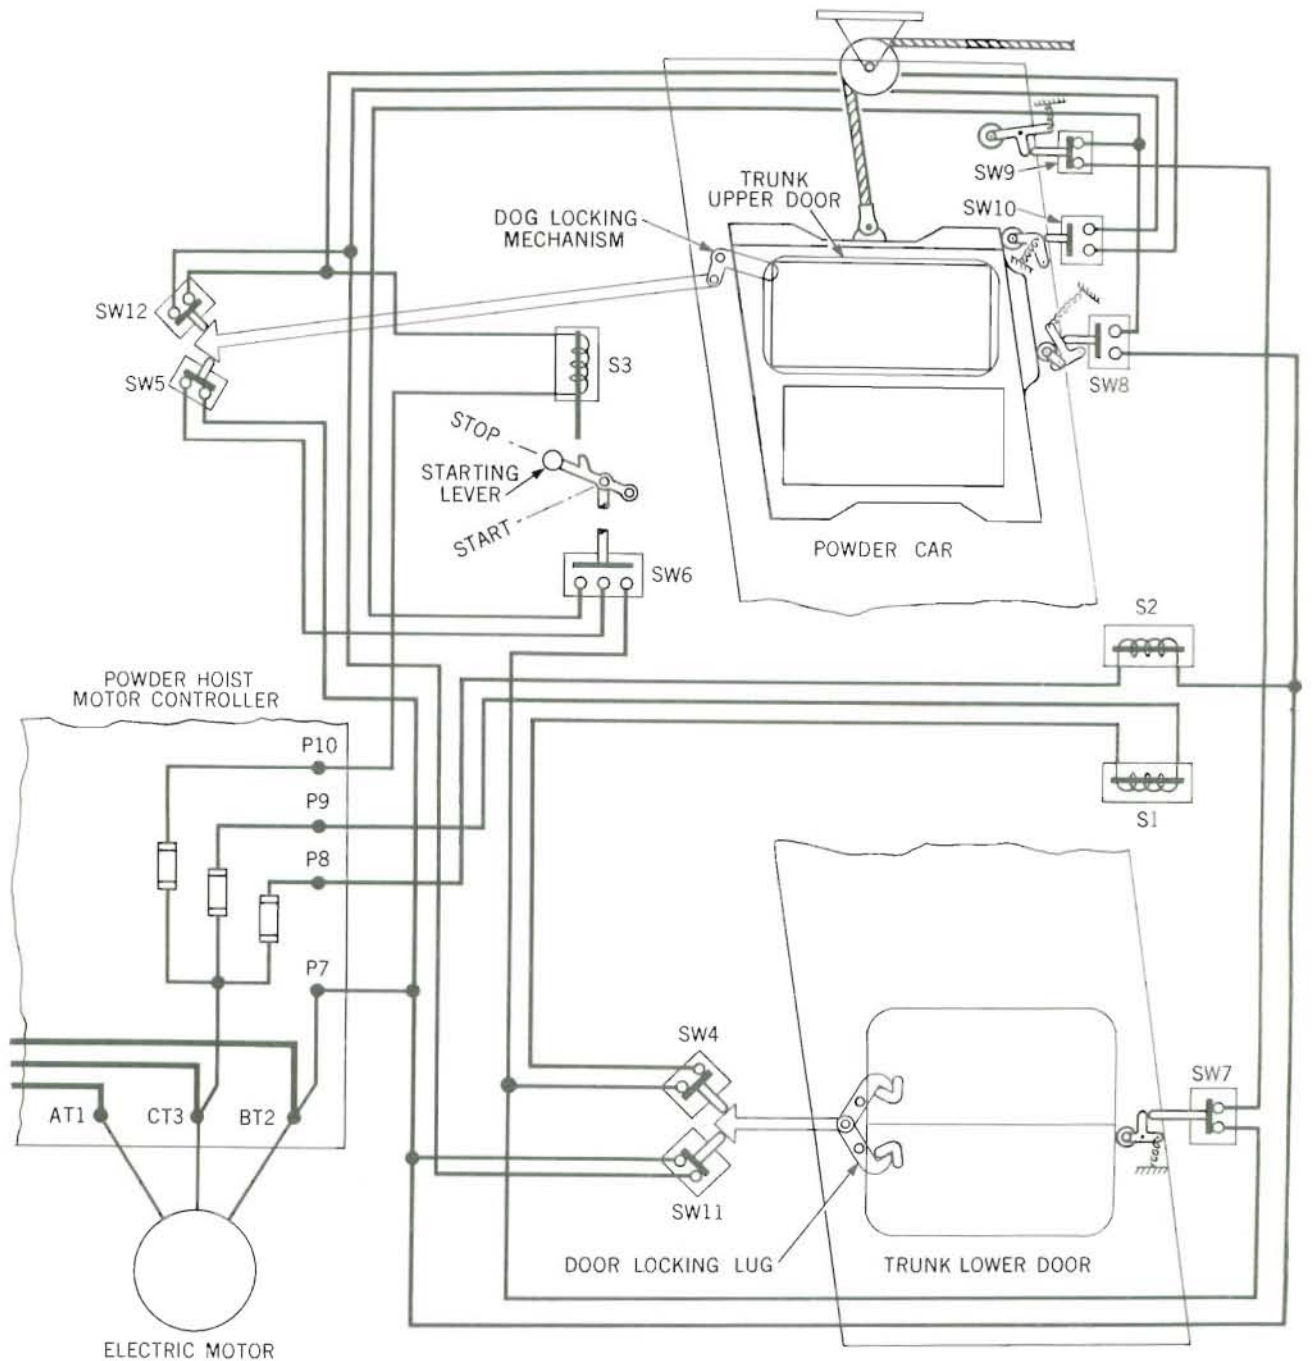 TRUNK
UPPER DOOR
SW9
SW10
DOG LOCKING
MECHANISM
SW12
SW5
S3
SW8
STOP
STARTING
LEVER
START
POWDER CAR
SW6
S2
POWDER HOIST
MOTOR CONTROLLER
P10
P9
S1
P8
P7
SW4
SW7
AT1
CT3
BT2
SW11
DOOR LOCKING LUG
TRUNK LOWER DOOR
ELECTRIC MOTOR